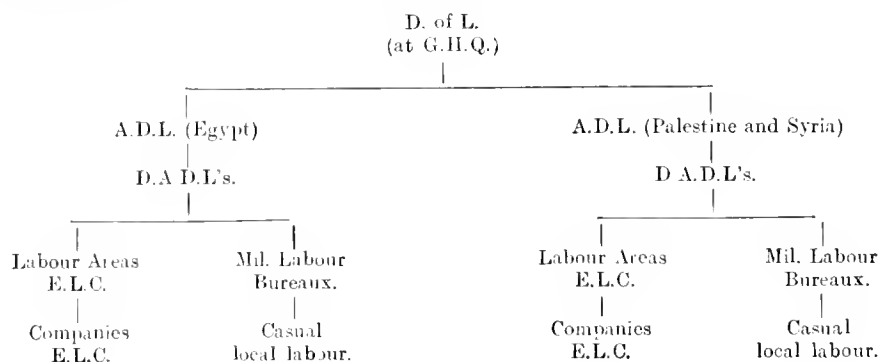 D. of L.
(at G.H.Q.)
A.D.L. (Egypt)
A.D.L. (Palestine and Syria)
D.A D.L's.
D A.D.L's.
Labour Areas
E.L.C.
Mil. Labour
Bureaux.
Labour Areas
E.L.C.
Mil. Labour
Bureaux.
Companies
E.L.C.
Casual
local labour.
Companies
E.L.C.
Casual
local labour.